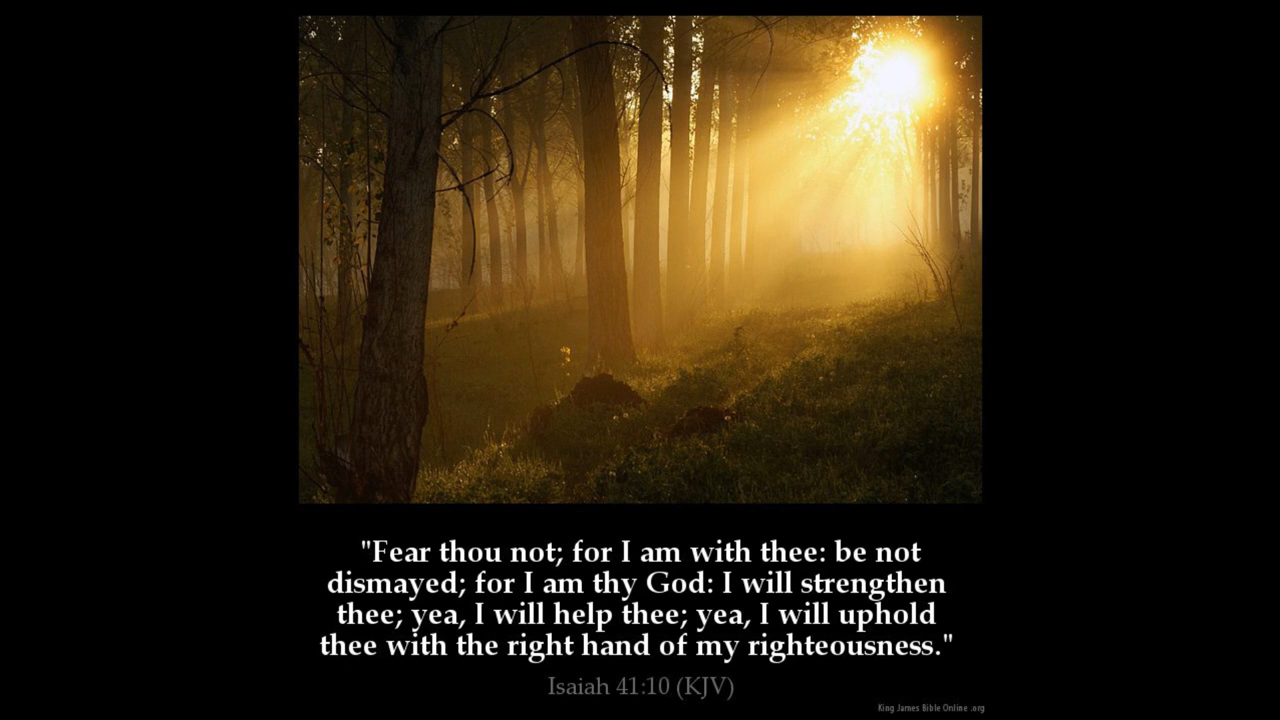 "Fear thou not; for I am with thee: be not
dismayed; for I am thy God: I will strengthen
thee; yea, I will help thee; yea, I will uphold
thee with the right hand of my righteousness."
Isaiah 41:10 (KJV)
King James Bible Online .org